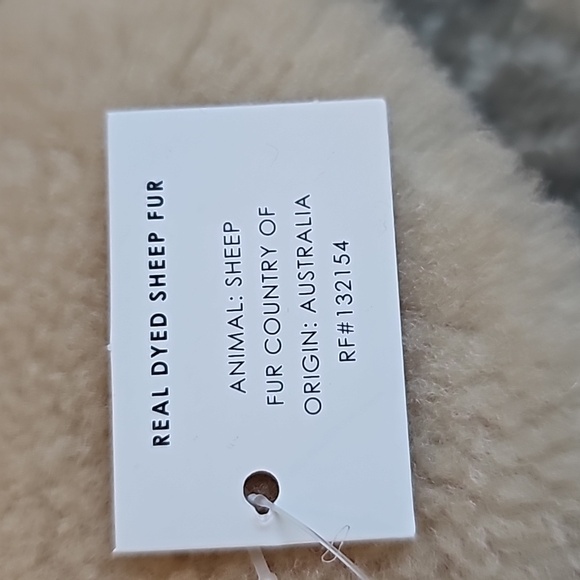 REAL DYED SHEEP FUR
ANIMAL: SHEEP
FUR COUNTRY OF
ORIGIN: AUSTRALIA
RF#132154